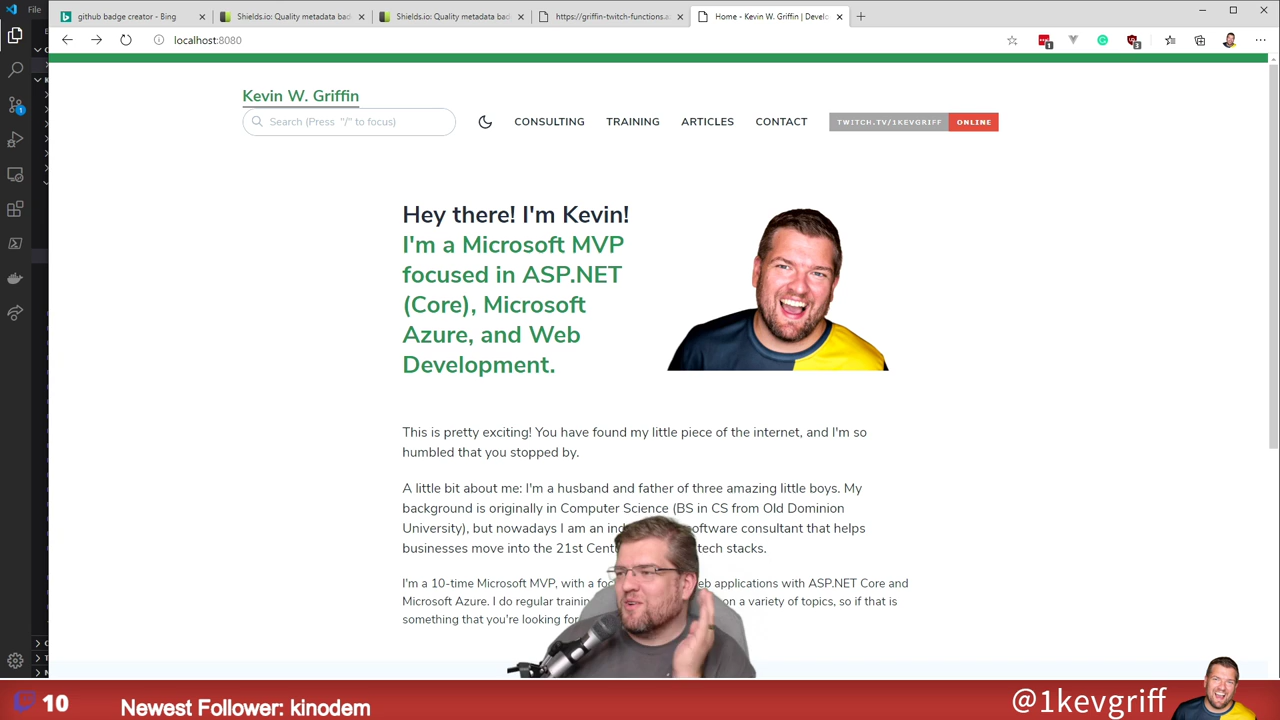 github badge creator - Bing
Shields.io: Quality metadata bad
Shields.io: Quality metadata bad
https://griffin-twitch-functions.a
Home - Kevin W. Griffin | Develo
localhost:8080
Kevin W. Griffin
Search (Press "/" to focus)
CONSULTING
TRAINING
ARTICLES
CONTACT
TWITCH.TV/1KEVGRIFF ONLINE
Hey there! I'm Kevin!
I'm a Microsoft MVP
focused in ASP.NET
(Core), Microsoft
Azure, and Web
Development.
This is pretty exciting! You have found my little piece of the internet, and I'm so
humbled that you stopped by.
A little bit about me: I'm a husband and father of three amazing little boys. My
background is originally in Computer Science (BS in CS from Old Dominion
University), but nowadays I am an software consultant that helps
businesses move into the 21st tech stacks.
I'm a 10-time Microsoft MVP, with a applications with ASP.NET Core and
Microsoft Azure. I do regular on a variety of topics, so if that is
something that you're looking
10
Newest Follower: kinodem
@1kevgriff